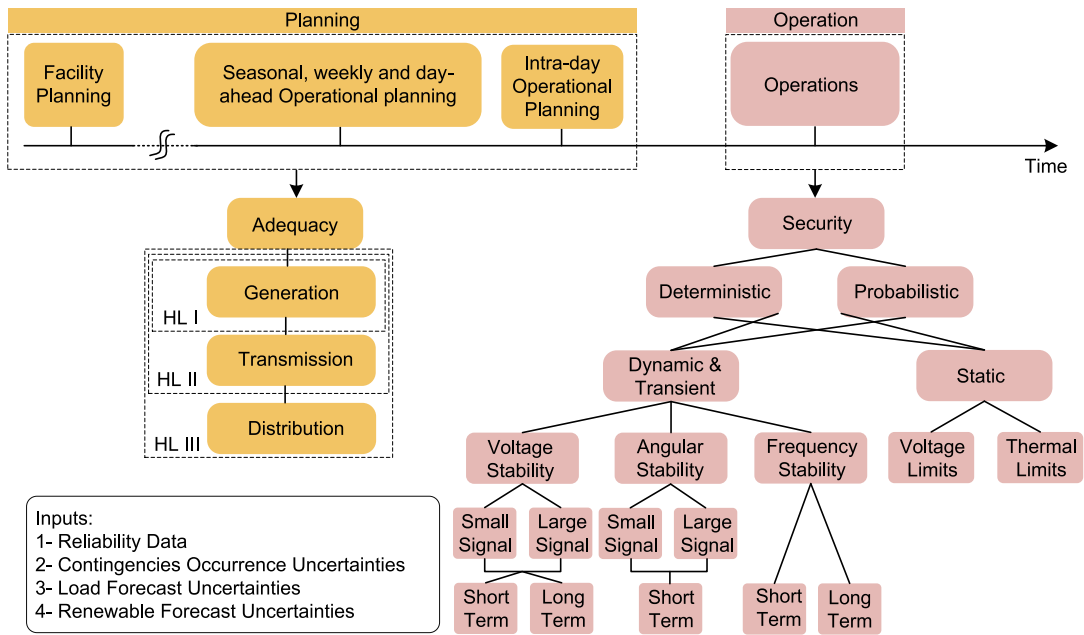 Planning
Operation
Facility
Planning
Seasonal, weekly and day-
ahead Operational planning
Intra-day
Operational
Planning
Operations
Time
Adequacy
Security
Generation
HL I
Deterministic
Probabilistic
Transmission
HL II
Dynamic &
Transient
Static
Distribution
HL III
Voltage
Stability
Angular
Stability
Frequency
Stability
Voltage
Limits
Thermal
Limits
Small
Signal
Large
Signal
Small
Signal
Large
Signal
Short
Term
Long
Term
Short
Term
Short
Term
Long
Term
Inputs:
1- Reliability Data
2- Contingencies Occurrence Uncertainties
3- Load Forecast Uncertainties
4- Renewable Forecast Uncertainties